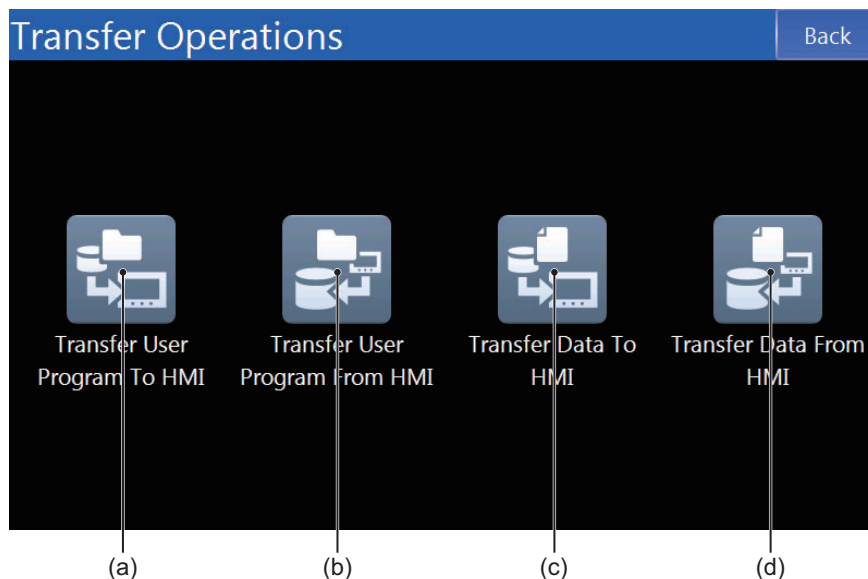 Transfer Operations
Back
Transfer User
Program To HMI
Transfer User
Program From HMI
Transfer Data To
HMI
Transfer Data From
HMI
(a)
(b)
(c)
(d)